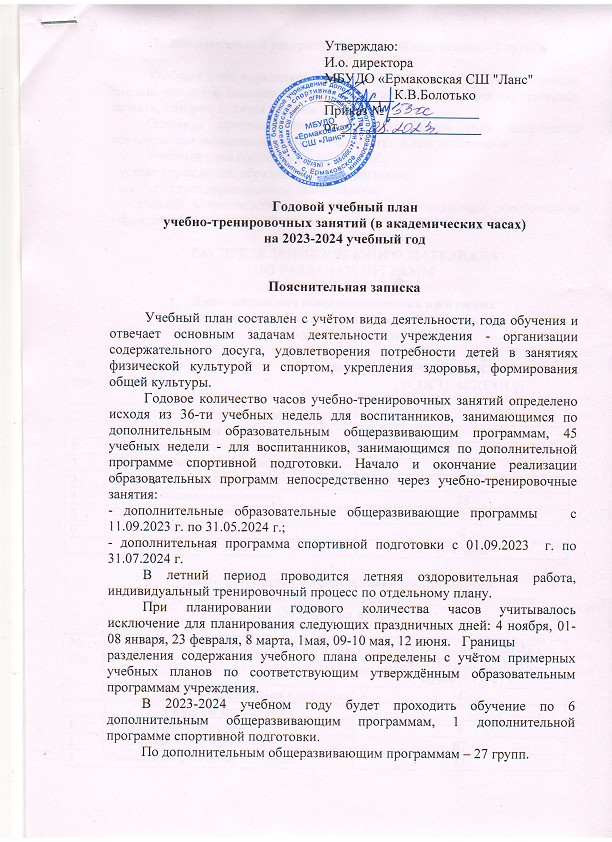 Утверждаю:
И.о. директора
МБУДО «Ермаковская СШ "Ланс"
К.В.Болотько
Приказ №
от
МБУДО
«Ермаковская
СШ «Ланс»
с. Ермаковское
Годовой учебный план
учебно-тренировочных занятий (в академических часах)
на 2023-2024 учебный год
Пояснительная записка
Учебный план составлен с учётом вида деятельности, года обучения и
отвечает основным задачам деятельности учреждения - организации
содержательного досуга, удовлетворения потребности детей в занятиях
физической культурой и спортом, укрепления здоровья, формирования
общей культуры.
Годовое количество часов учебно-тренировочных занятий определено
исходя из 36-ти учебных недель для воспитанников, занимающимся по
дополнительным образовательным общеразвивающим программам, 45
учебных недели - для воспитанников, занимающимся по дополнительной
программе спортивной подготовки. Начало и окончание реализации
образовательных программ непосредственно через учебно-тренировочные
занятия:
- дополнительные образовательные общеразвивающие программы с
11.09.2023 г. по 31.05.2024 г.;
- дополнительная программа спортивной подготовки с 01.09.2023 г. по
31.07.2024 г.
В летний период проводится летняя оздоровительная работа,
индивидуальный тренировочный процесс по отдельному плану.
При планировании годового количества часов учитывалось
исключение для планирования следующих праздничных дней: 4 ноября, 01-
08 января, 23 февраля, 8 марта, 1мая, 09-10 мая, 12 июня. Границы
разделения содержания учебного плана определены с учётом примерных
учебных планов по соответствующим утверждённым образовательным
программам учреждения.
В 2023-2024 учебном году будет проходить обучение по 6
дополнительным общеразвивающим программам, 1 дополнительной
программе спортивной подготовки.
По дополнительным общеразвивающим программам – 27 групп.